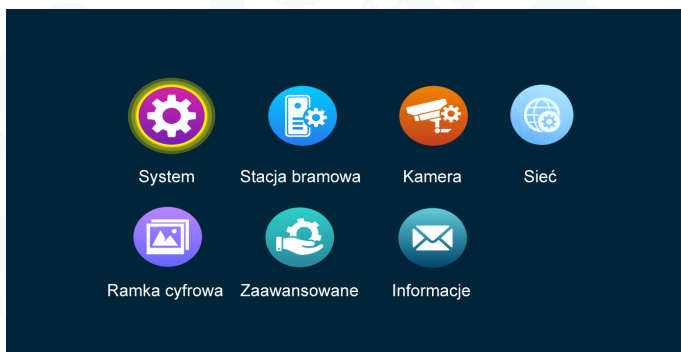 System
Stacja bramowa
Kamera
Sieć
Ramka cyfrowa
Zaawansowane
Informacje